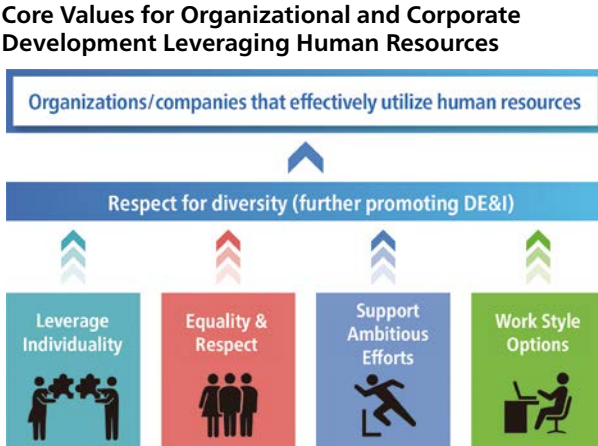 Core Values for Organizational and Corporate
Development Leveraging Human Resources
Organizations/companies that effectively utilize human resources
Respect for diversity (further promoting DE&I)
Leverage
Individuality
Equality &
Respect
Support
Ambitious
Efforts
Work Style
Options